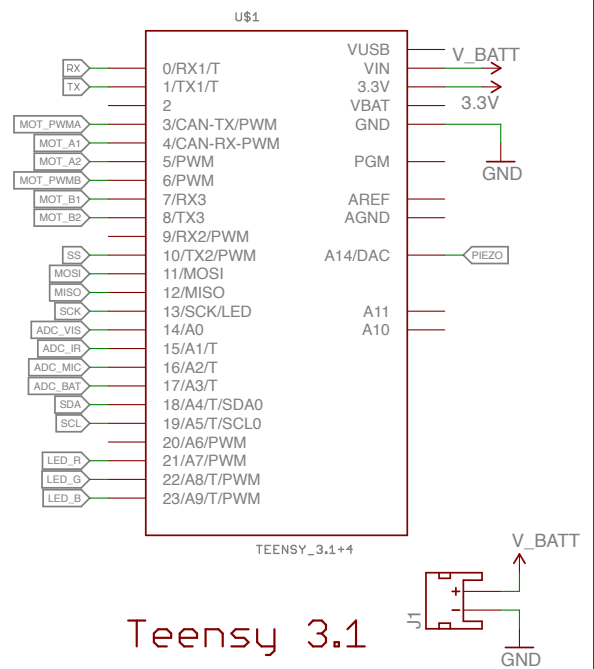 U$1
VUSB
V_BATT
RX 0/RX1/T VIN
TX 1/TX1/T 3.3V
2 VBAT 3.3V
MOT_PWMA 3/CAN-TX/PWM GND
MOT_A1 4/CAN-RX-PWM
MOT_A2 5/PWM PGM
GND
MOT_PWMB 6/PWM
MOT_B1 7/RX3 AREF
MOT_B2 8/TX3 AGND
9/RX2/PWM
SS 10/TX2/PWM A14/DAC PIEZO
MOSI 11/MOSI
MISO 12/MISO
SCK 13/SCK/LED A11
ADC_VIS 14/A0 A10
ADC_IR 15/A1/T
ADC_MIC 16/A2/T
ADC_BAT 17/A3/T
SDA 18/A4/T/SDA0
SCL 19/A5/T/SCL0
20/A6/PWM
LED_R 21/A7/PWM
LED_G 22/A8/T/PWM
LED_B 23/A9/T/PWM
TEENSY_3.1+4
V_BATT
+
J1
-
Teensy 3.1
GND